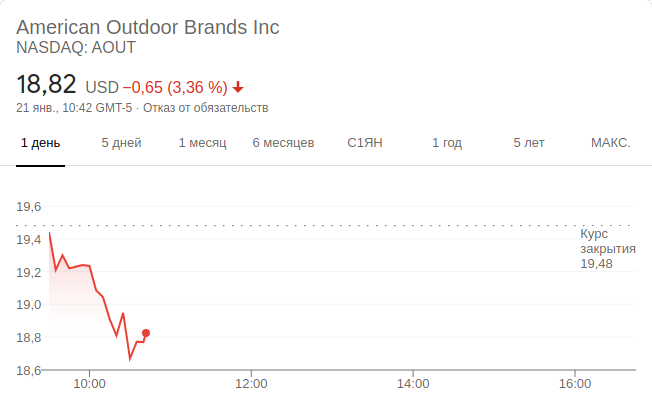 American Outdoor Brands Inc
NASDAQ: AOUT
18,82 USD −0,65 (3,36 %)
21 янв., 10:42 GMT-5 · Отказ от обязательств
1 день 5 дней 1 месяц 6 месяцев С1ЯН 1 год 5 лет МАКС.
19,6
19,4
19,2
19,0
18,8
18,6
Курс
закрытия
19,48
10:00 12:00 14:00 16:00